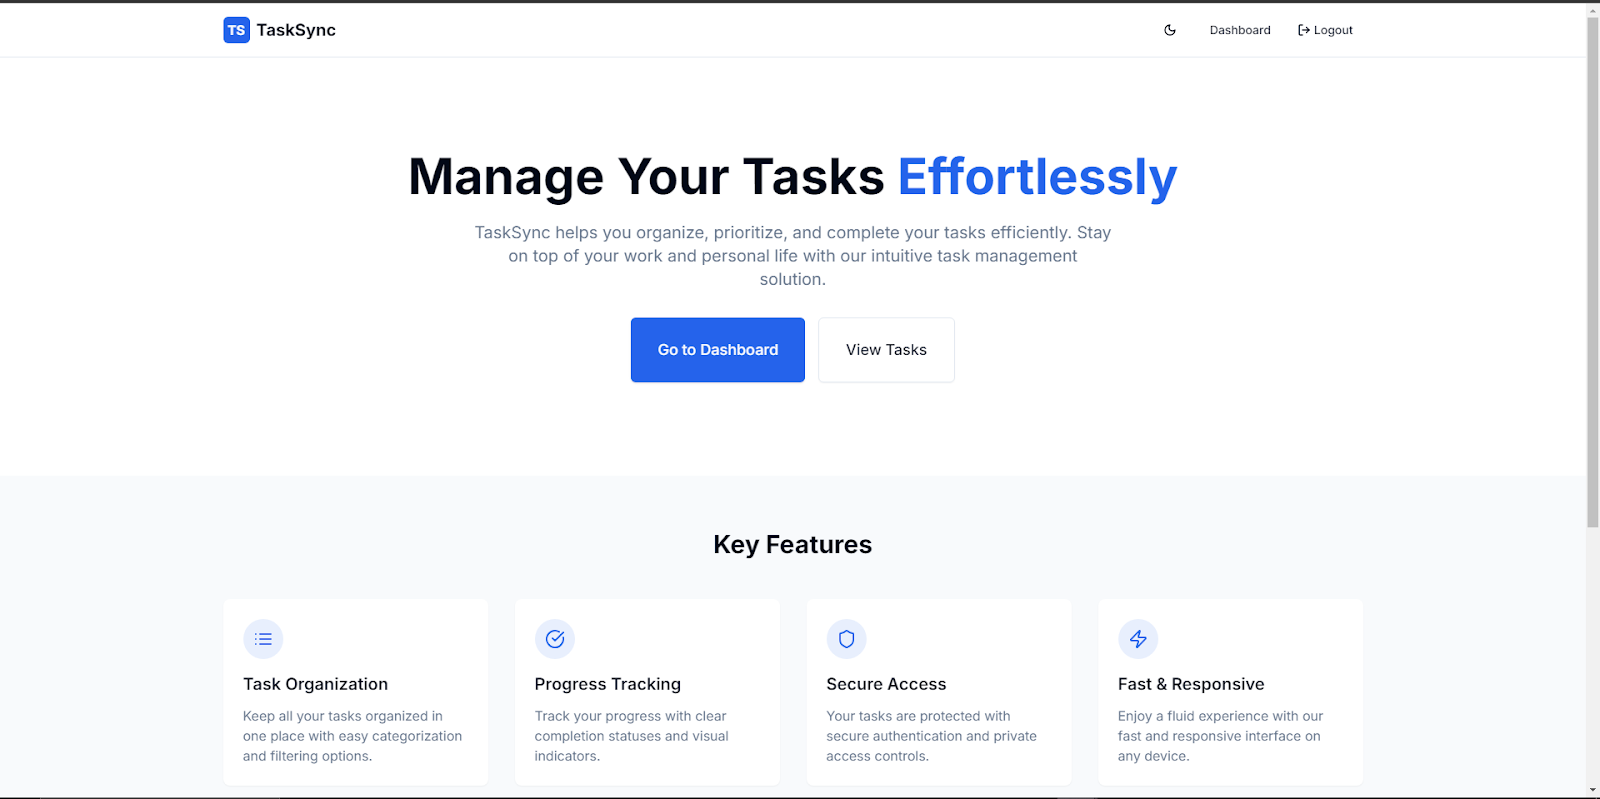 TS TaskSync
Dashboard
Logout
Manage Your Tasks Effortlessly
TaskSync helps you organize, prioritize, and complete your tasks efficiently. Stay
on top of your work and personal life with our intuitive task management
solution.
Go to Dashboard
View Tasks
Key Features
Task Organization
Keep all your tasks organized in
one place with easy categorization
and filtering options.
Progress Tracking
Track your progress with clear
completion statuses and visual
indicators.
Secure Access
Your tasks are protected with
secure authentication and private
access controls.
Fast & Responsive
Enjoy a fluid experience with our
fast and responsive interface on
any device.